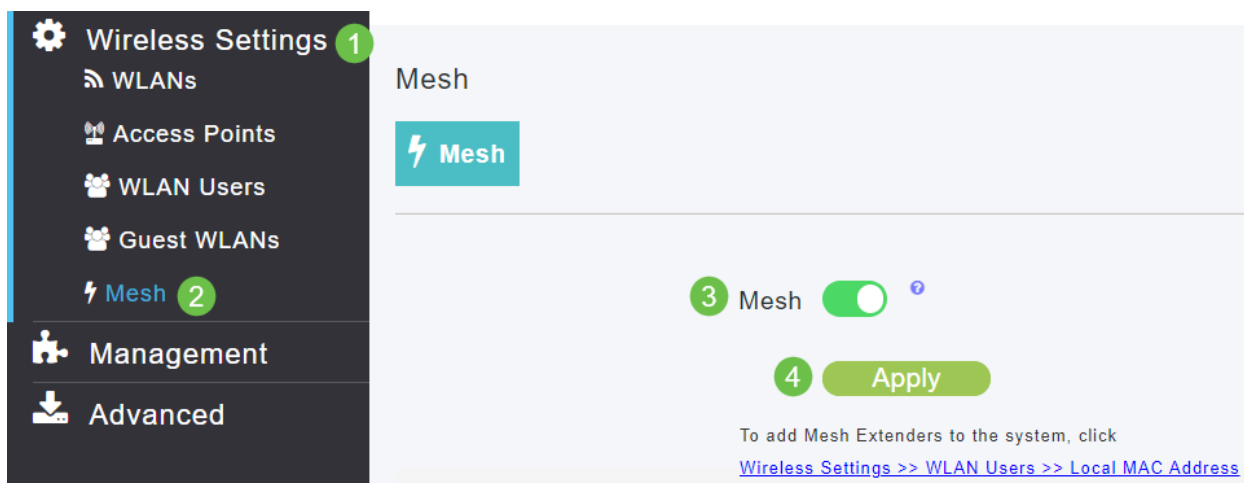 Wireless Settings 1
WLANs
Access Points
WLAN Users
Guest WLANs
Mesh 2
Management
Advanced
Mesh
Mesh
3 Mesh ?
4 Apply
To add Mesh Extenders to the system, click
Wireless Settings >> WLAN Users >> Local MAC Address